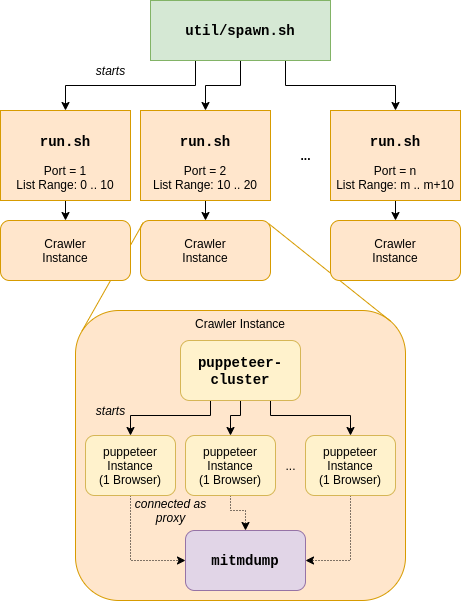 util/spawn.sh
starts
run.sh
Port = 1
List Range: 0 .. 10
run.sh
Port = 2
List Range: 10 .. 20
...
run.sh
Port = n
List Range: m .. m+10
Crawler
Instance
Crawler
Instance
Crawler
Instance
Crawler Instance
puppeteer-
cluster
starts
puppeteer
Instance
(1 Browser)
puppeteer
Instance
(1 Browser)
...
puppeteer
Instance
(1 Browser)
connected as
proxy
mitmdump